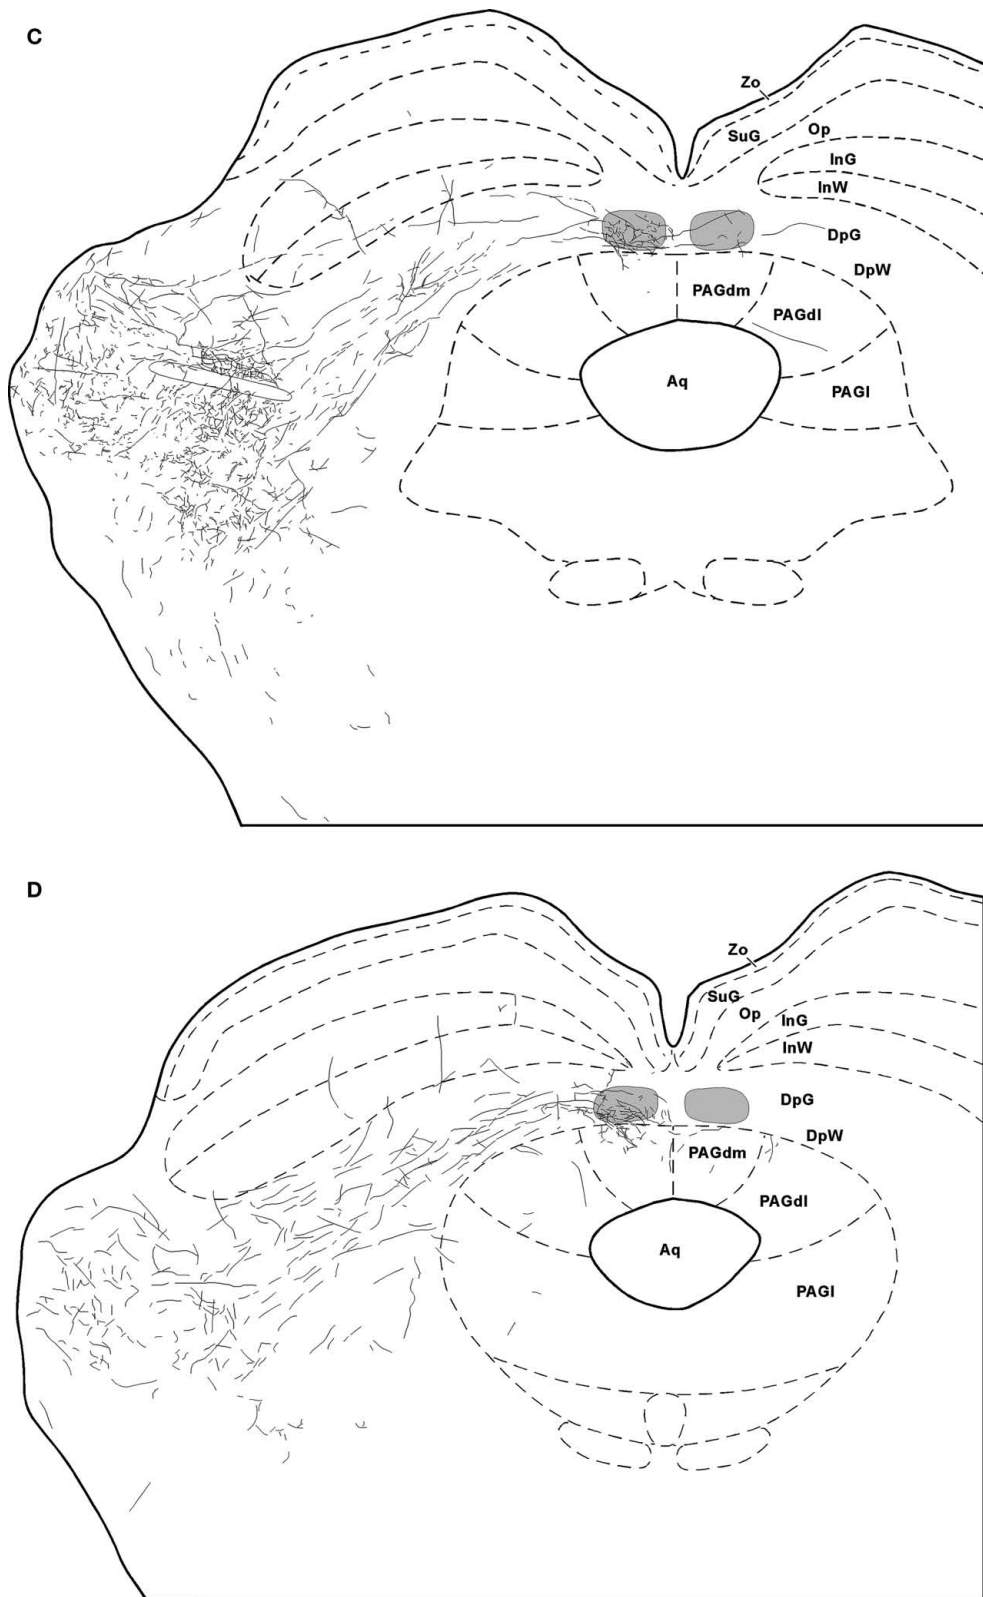 C
Zo
SuG
Op
InG
InW
DpG
DpW
PAGdm
PAGdl
Aq
PAGl
D
Zo
SuG
Op
InG
InW
DpG
DpW
PAGdm
PAGdl
Aq
PAGl